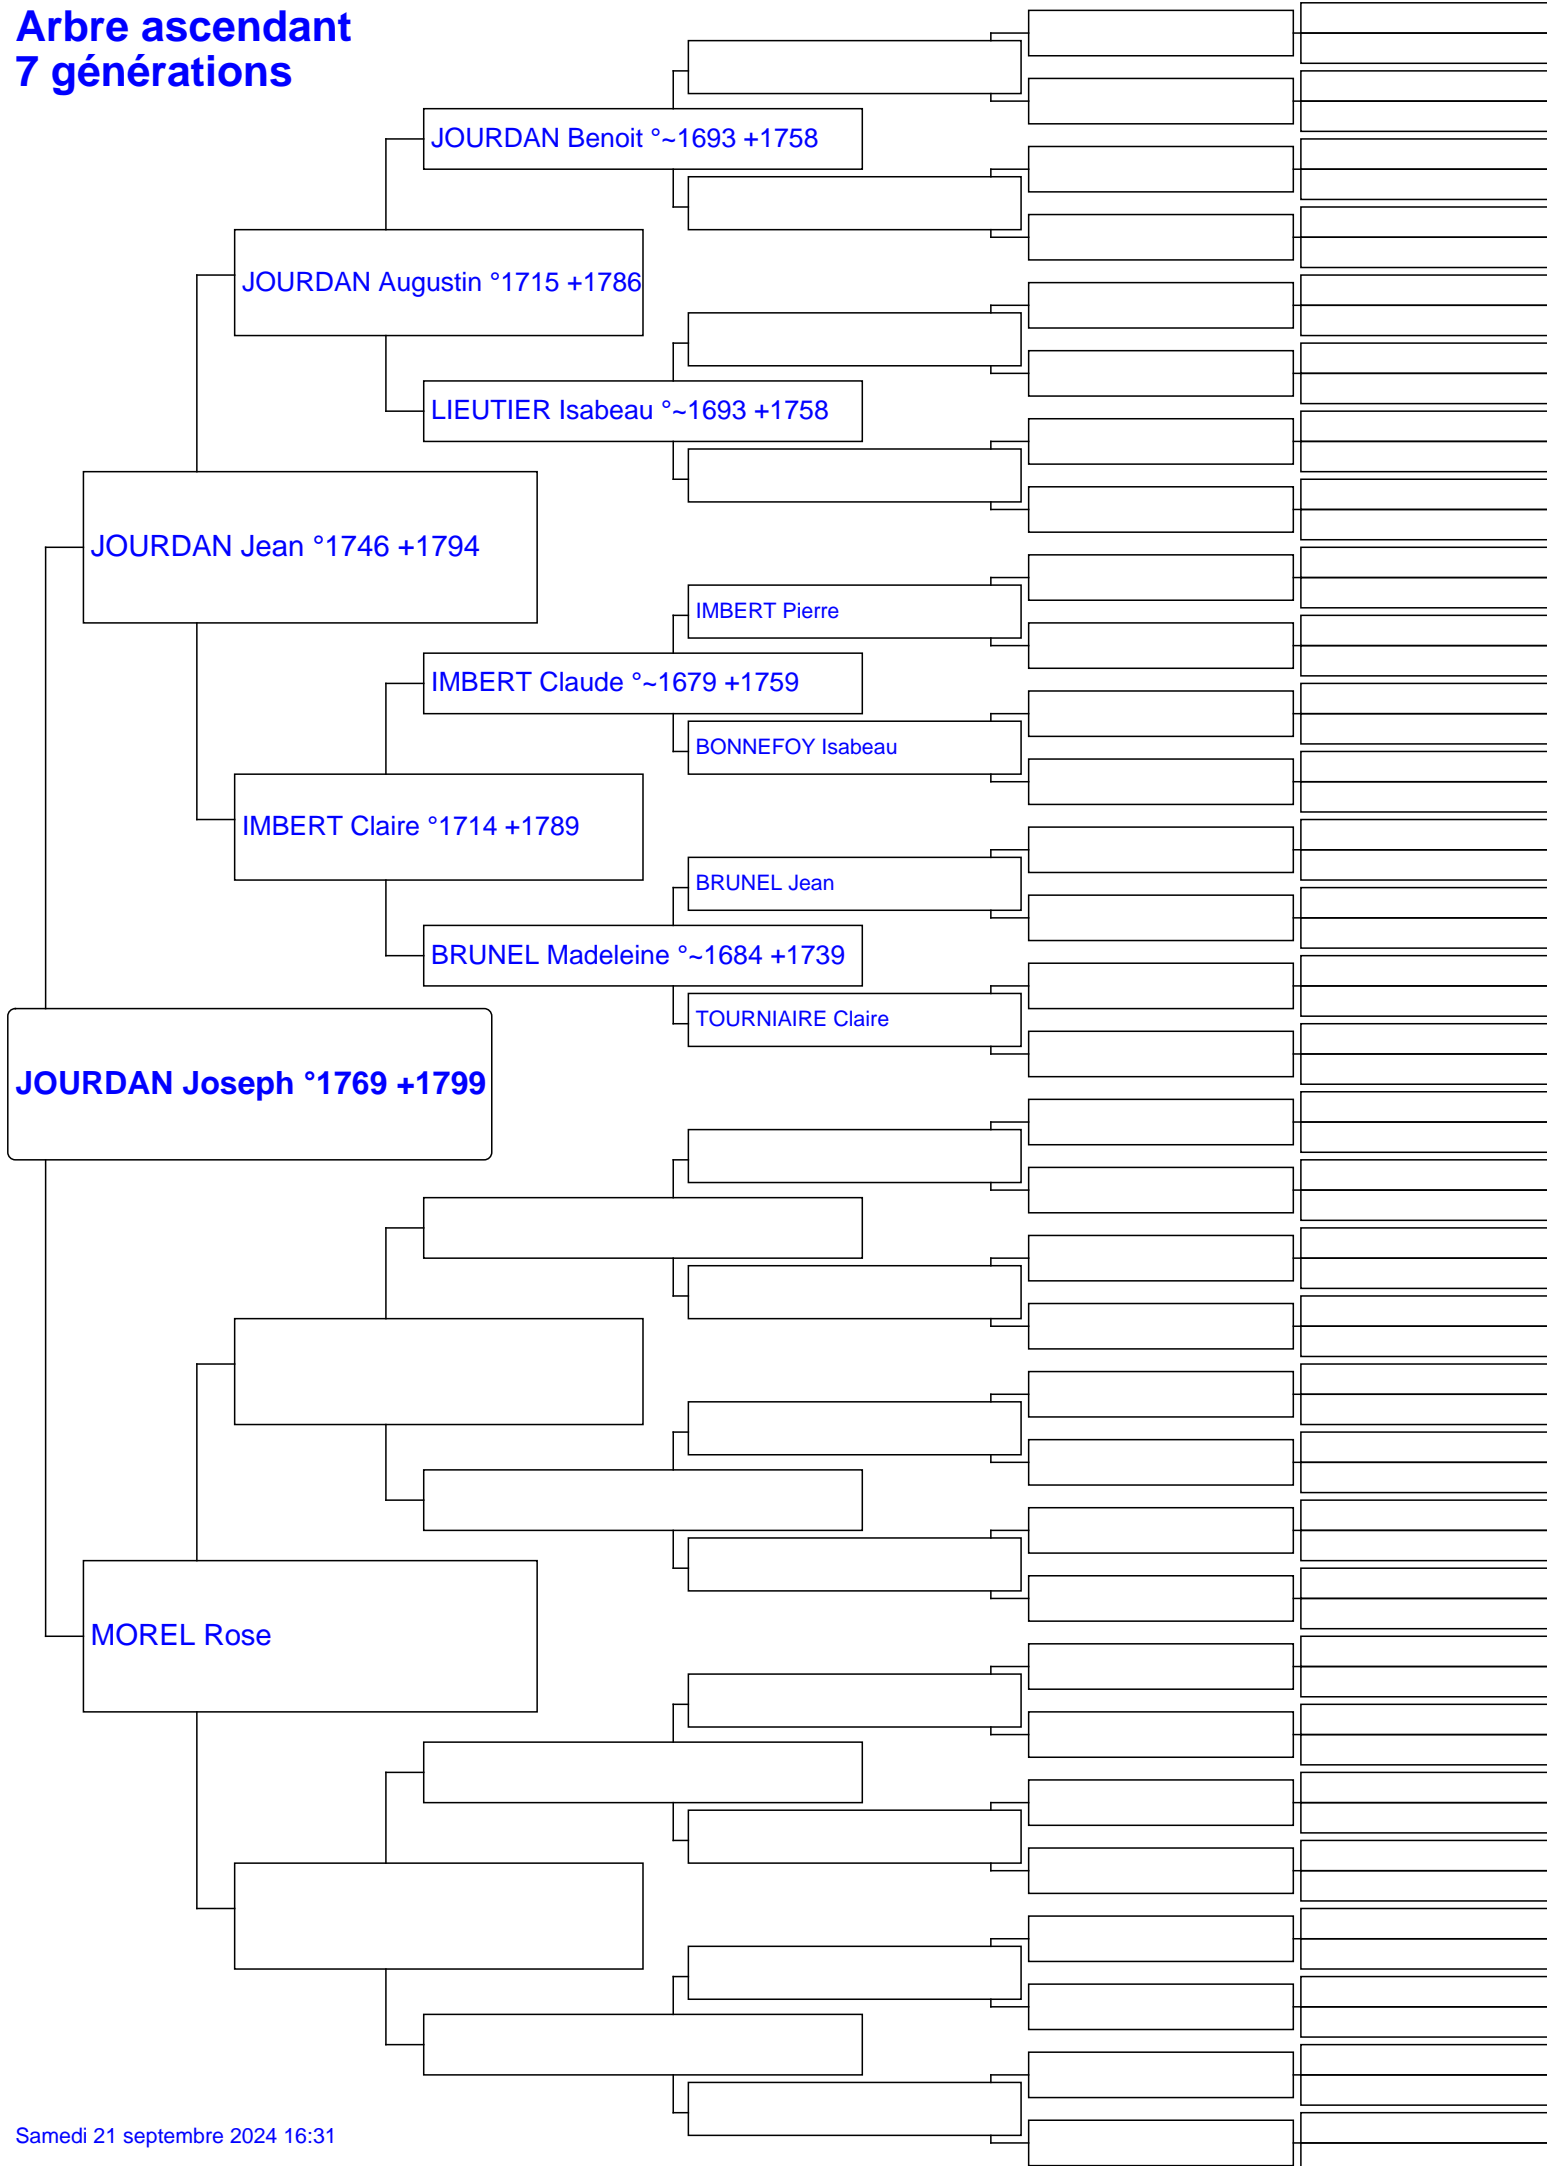 Arbre ascendant
7 générations
JOURDAN Benoit °~1693 +1758
JOURDAN Augustin °1715 +1786
LIEUTIER Isabeau °~1693 +1758
JOURDAN Jean °1746 +1794
IMBERT Pierre
IMBERT Claude °~1679 +1759
BONNEFOY Isabeau
IMBERT Claire °1714 +1789
BRUNEL Jean
BRUNEL Madeleine °~1684 +1739
TOURNIAIRE Claire
JOURDAN Joseph °1769 +1799
MOREL Rose
Samedi 21 septembre 2024 16:31